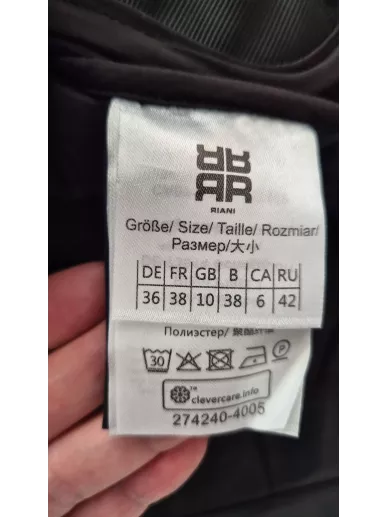 RIANI
Größe/ Size/ Taille/ Rozmiar/
Размер/大小
DE FR GB B CA RU
36 38 10 38 6 42
Полиэстер/
30 P
clevercare.info
274240-4005